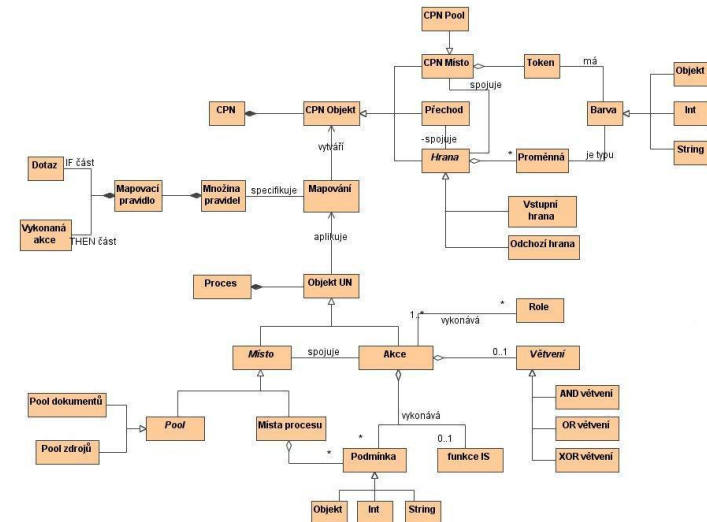 CPN Pool
CPN Místo
Token
má
Objekt
spojuje
CPN
CPN Objekt
Přechod
Barva
Int
vytváří
-spojuje
String
Dotaz
IF část
Hrana
*
Proměnná
je typu
Mapovací
pravidlo
Množina
pravidel
specifikuje
Mapování
Vstupní
hrana
Vykonaná
akce
THEN část
aplikuje
Odchozí hrana
Proces
Objekt UN
1..*
vykonává
*
Role
Místo
spojuje
Akce
0..1
Větvení
Pool dokumentů
AND větvení
Pool
Místa procesu
vykonává
OR větvení
Pool zdrojů
*
*
Podmínka
0..1
funkce IS
XOR větvení
Objekt
Int
String